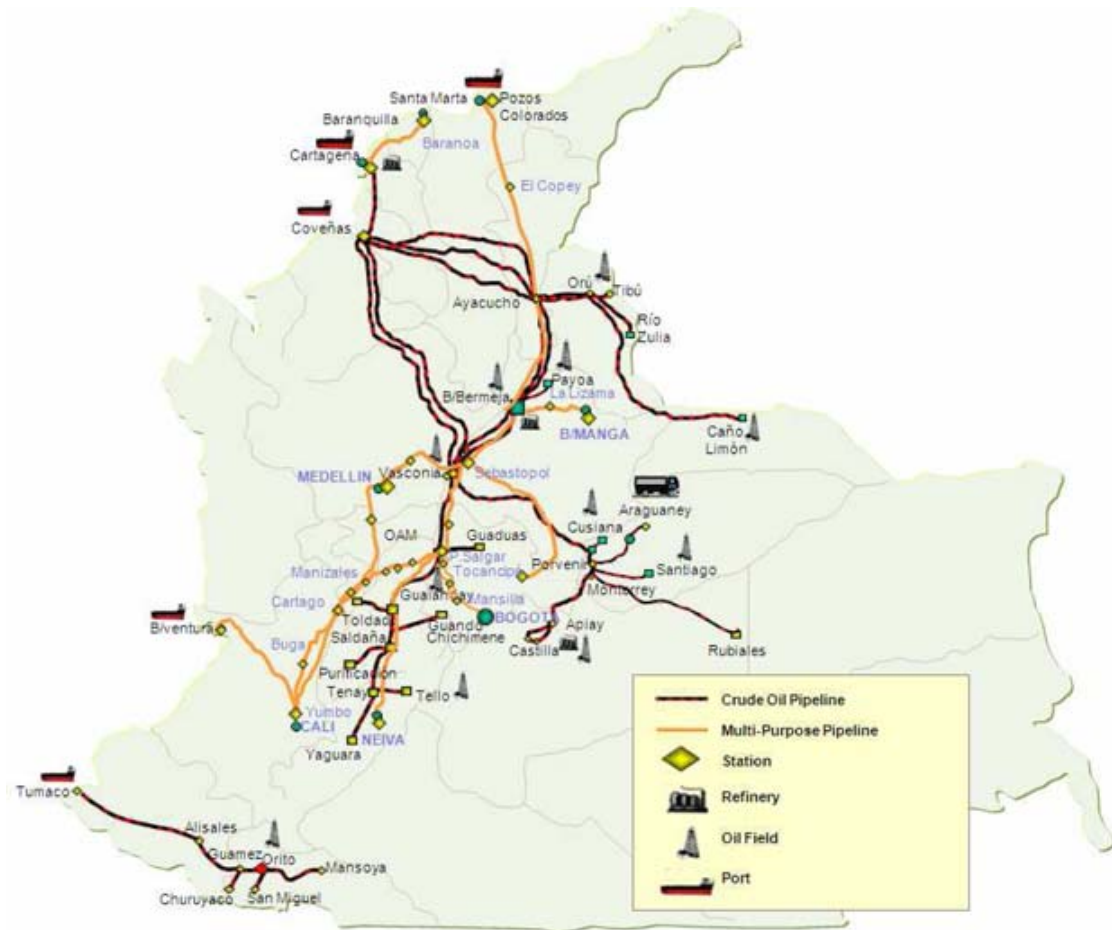 Santa Marta
Pozos
Colorados
Baranquilla
Baranoa
Cartagena
El Copey
Coveñas
Ayacucho
Orú
Tibú
/Río
Zulia
Payoa
La Lizama
B/Bermeja
B/MANGA
Caño
Limón
MEDELLIN
Vasconia
Sebastopol
Araguaney
Cusiana
OAM
Guaduas
P.Salgar
Porvenir
Tocancipá
Santiago
Manizales
Monterrey
Gualanday
Mansilla
Cartago
BOGOTA
B/ventura
Toldad
Guando
Apiay
Saldaña
Chichimene
Castilla
Rubiales
Buga
Purificacion
Tenay
Tello
Yumbo
CALI
NEIVA
Yaguara
Tumaco
Alisales
Guamez
Orito
Mansoya
Churuyaco
San Miguel
Crude Oil Pipeline
Multi-Purpose Pipeline
Station
Refinery
Oil Field
Port